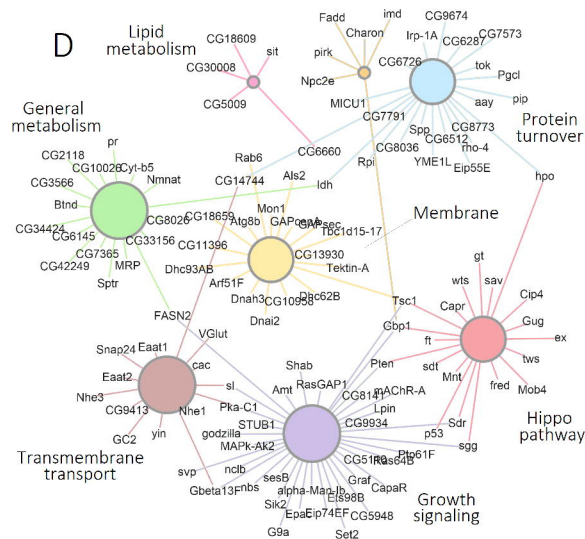 D
Lipid
metabolism
CG18609
sit
CG30008
CG5009
CG6660
Fadd
imd
Charon
pirk
Npc2e
MICU1
CG9674
Irp-1A
CG6287
CG7573
CG6726
tok
Pgcl
aay
pip
CG7791
Spp
CG8773
CG6512
rho-4
CG8036
YME1L
Eip55E
Rpi
Protein
turnover
hpo
General
metabolism
pr
CG2118
CG10026
Cyt-b5
CG3566
Nmnat
Btnd
CG8026
CG34424
CG6145
CG33156
CG7365
MRP
CG42249
Sptr
FASN2
Rab6
CG14744
Als2
Idh
Mon1
CG18659
Atg8b
GAPsec
Tbc1d15-17
CG11396
CG13930
Dhc93AB
Tektin-A
Arf51F
Dnah3
CG10958
Dhc62B
Dnai2
Membrane
Tsc1
Gbp1
Pten
gt
wts
sav
Capr
Cip4
Gug
ft
ex
sdt
tws
Mnt
fred
Mob4
Sdr
p53
sgg
Hippo
pathway
VGlut
Eaat1
Snap24
cac
Eaat2
Nhe3
Nhe1
CG9413
yin
GC2
sl
Pka-C1
svp
Gbeta13F
Transmembrane
transport
Shab
Amt
RasGAP1
CG8141
mAChR-A
Lpin
STUB1
CG9934
godzilla
MAPk-Ak2
Ptp61F
Ras64B
nclb
sesB
Graf
nbs
alpha-Man-Ib
CapaR
Sik2
Ets98B
Epac
Eip74EF
CG5948
G9a
Set2
Growth
signaling